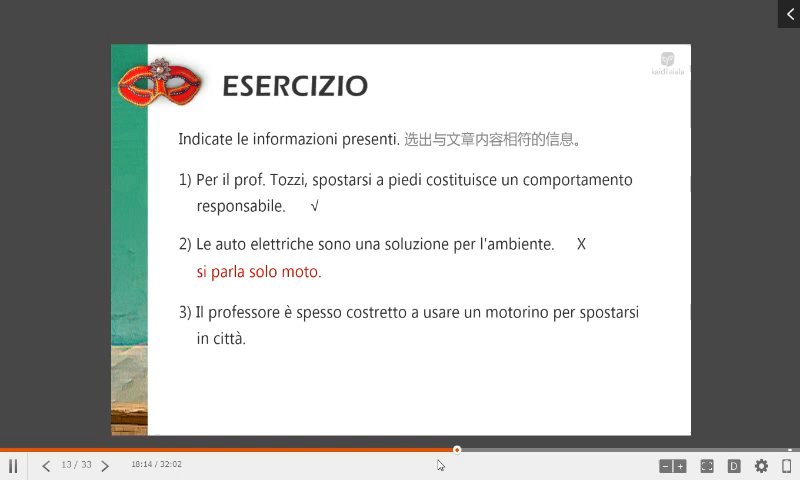 kaidilalala
ESERCIZIO
Indicate le informazioni presenti. 选出与文章内容相符的信息。
1) Per il prof. Tozzi, spostarsi a piedi costituisce un comportamento
responsabile. √
2) Le auto elettriche sono una soluzione per l'ambiente. X
si parla solo moto.
3) Il professore è spesso costretto a usare un motorino per spostarsi
in città.
13 / 33 18:14 / 32:02 D